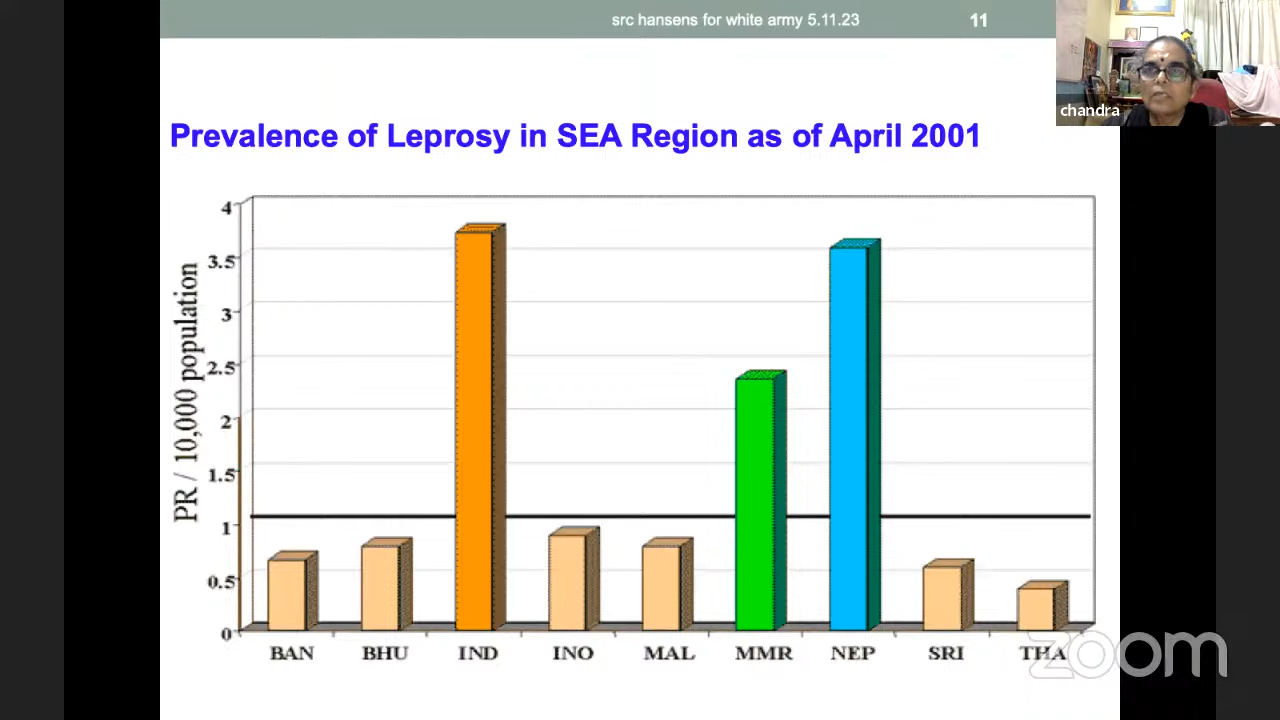 src hansens for white army 5.11.23 11
chandra
Prevalence of Leprosy in SEA Region as of April 2001
PR / 10,000 population
4
3.5
3
2.5
2
1.5
1
0.5
0
BAN BHU IND INO MAL MMR NEP SRI THA
zoom